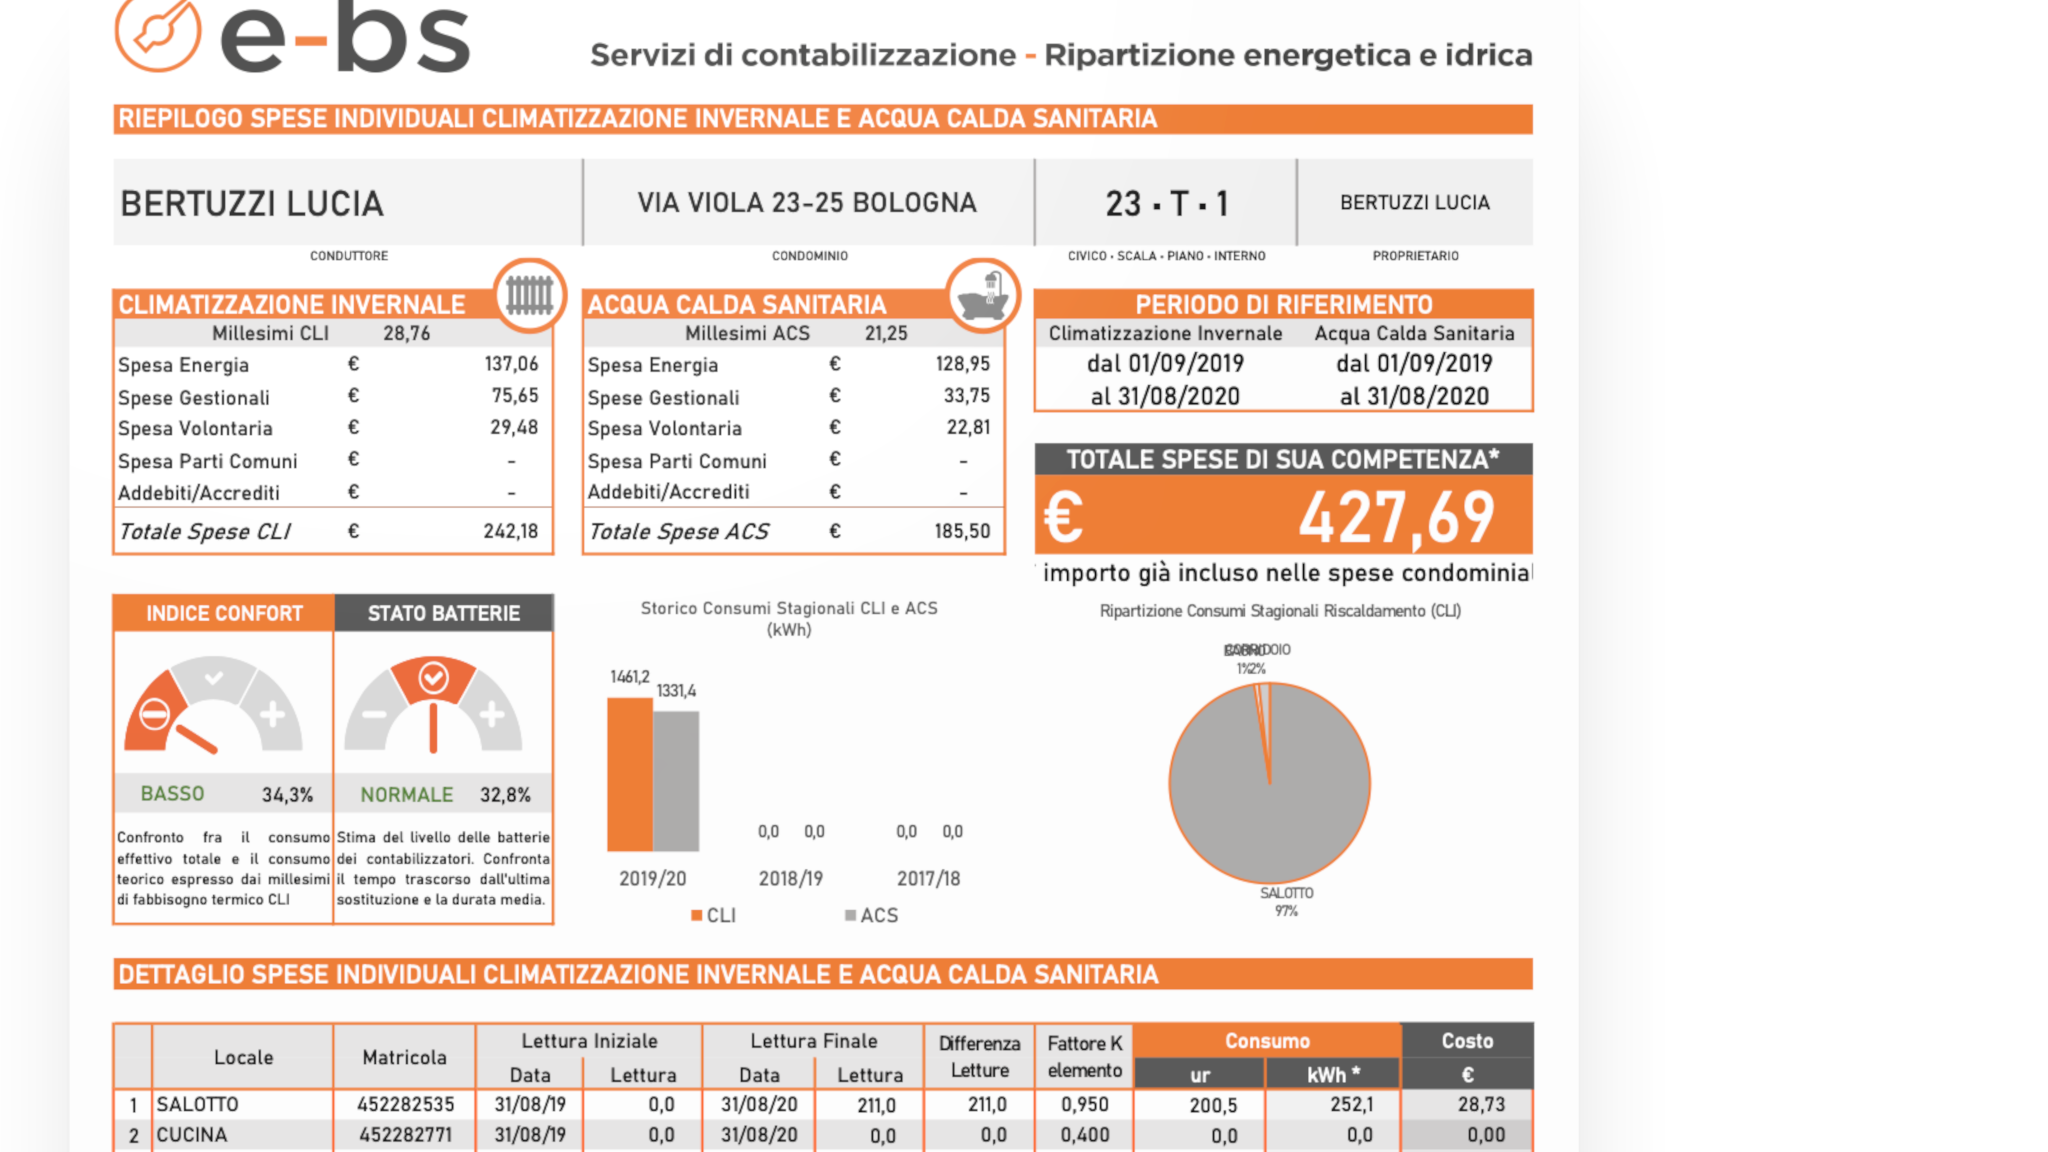 e-bs
Servizi di contabilizzazione - Ripartizione energetica e idrica
RIEPILOGO SPESE INDIVIDUALI CLIMATIZZAZIONE INVERNALE E ACQUA CALDA SANITARIA
BERTUZZI LUCIA VIA VIOLA 23-25 BOLOGNA 23 · T · 1 BERTUZZI LUCIA
CONDUTTORE CONDOMINIO CIVICO · SCALA · PIANO · INTERNO PROPRIETARIO
CLIMATIZZAZIONE INVERNALE
Millesimi CLI 28,76
Spesa Energia € 137,06
Spese Gestionali € 75,65
Spesa Volontaria € 29,48
Spesa Parti Comuni € -
Addebiti/Accrediti € -
Totale Spese CLI € 242,18
ACQUA CALDA SANITARIA
Millesimi ACS 21,25
Spesa Energia € 128,95
Spese Gestionali € 33,75
Spesa Volontaria € 22,81
Spesa Parti Comuni € -
Addebiti/Accrediti € -
Totale Spese ACS € 185,50
PERIODO DI RIFERIMENTO
Climatizzazione Invernale Acqua Calda Sanitaria
dal 01/09/2019 dal 01/09/2019
al 31/08/2020 al 31/08/2020
TOTALE SPESE DI SUA COMPETENZA*
€ 427,69
importo già incluso nelle spese condominial
INDICE CONFORT
BASSO 34,3%
Confronto fra il consumo
effettivo totale e il consumo
teorico espresso dai millesimi
di fabbisogno termico CLI
STATO BATTERIE
NORMALE 32,8%
Stima del livello delle batterie
dei contabilizzatori. Confronta
il tempo trascorso dall'ultima
sostituzione e la durata media.
Storico Consumi Stagionali CLI e ACS
(kWh)
1461,2 1331,4
0,0 0,0 0,0 0,0
2019/20 2018/19 2017/18
CLI ACS
Ripartizione Consumi Stagionali Riscaldamento (CLI)
CORRIDOIO
1% 2%
SALOTTO
97%
DETTAGLIO SPESE INDIVIDUALI CLIMATIZZAZIONE INVERNALE E ACQUA CALDA SANITARIA
Locale Matricola Lettura Iniziale Lettura Finale Differenza Letture Fattore K elemento Consumo Costo
Data Lettura Data Lettura ur kWh * €
1 SALOTTO 452282535 31/08/19 0,0 31/08/20 211,0 211,0 0,950 200,5 252,1 28,73
2 CUCINA 452282771 31/08/19 0,0 31/08/20 0,0 0,0 0,400 0,0 0,0 0,00